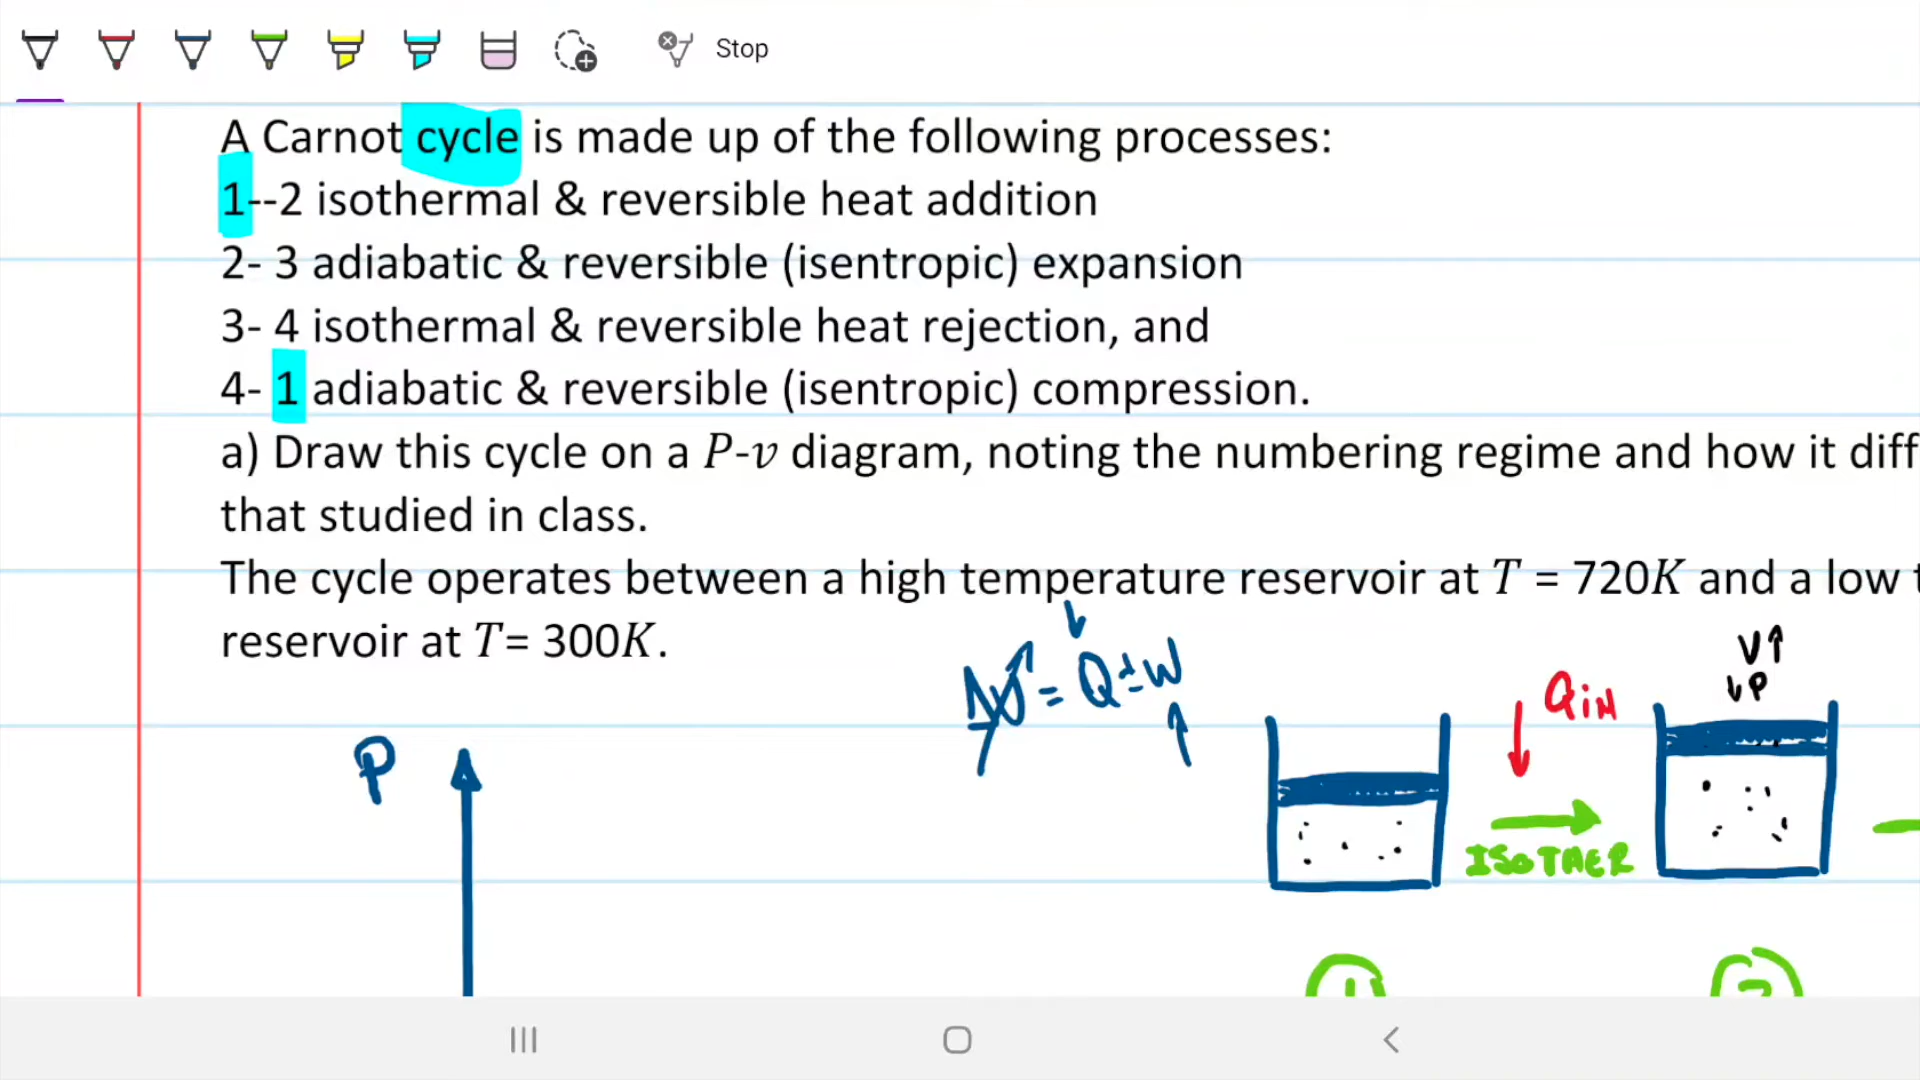 Stop
A Carnot cycle is made up of the following processes:
1--2 isothermal & reversible heat addition
2- 3 adiabatic & reversible (isentropic) expansion
3- 4 isothermal & reversible heat rejection, and
4- 1 adiabatic & reversible (isentropic) compression.
a) Draw this cycle on a P-v diagram, noting the numbering regime and how it diff
that studied in class.
The cycle operates between a high temperature reservoir at T = 720K and a low t
reservoir at T= 300K.
V↑
↓P
ΔU = Q ± W
QIN
P
ISOTHER
1
2